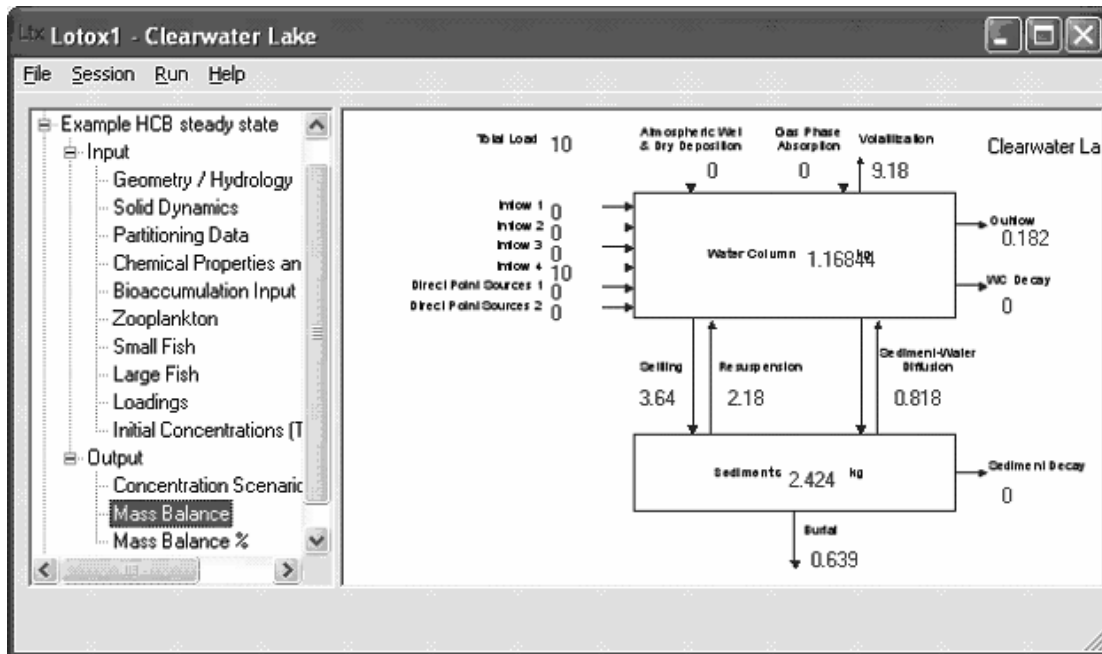 Ltx Lotox1 - Clearwater Lake
File Session Run Help
Example HCB steady state
Input
Geometry / Hydrology
Solid Dynamics
Partitioning Data
Chemical Properties an
Bioaccumulation Input
Zooplankton
Small Fish
Large Fish
Loadings
Initial Concentrations (T
Output
Concentration Scenaric
Mass Balance
Mass Balance %
Total Load 10
Atmospheric Wet
& Dry Deposition
0
Gas Phase
Absorption
0
Volatilization
9.18
Clearwater La
Inflow 1 0
Inflow 2 0
Inflow 3 0
Inflow 4 10
Direct Point Sources 1 0
Direct Point Sources 2 0
Water Column 1.16844 kg
Outflow
0.182
WC Decay
0
Settling
3.64
Resuspension
2.18
Sediment-Water
Diffusion
0.818
Sediments 2.424 kg
Sediment Decay
0
Burial
0.639